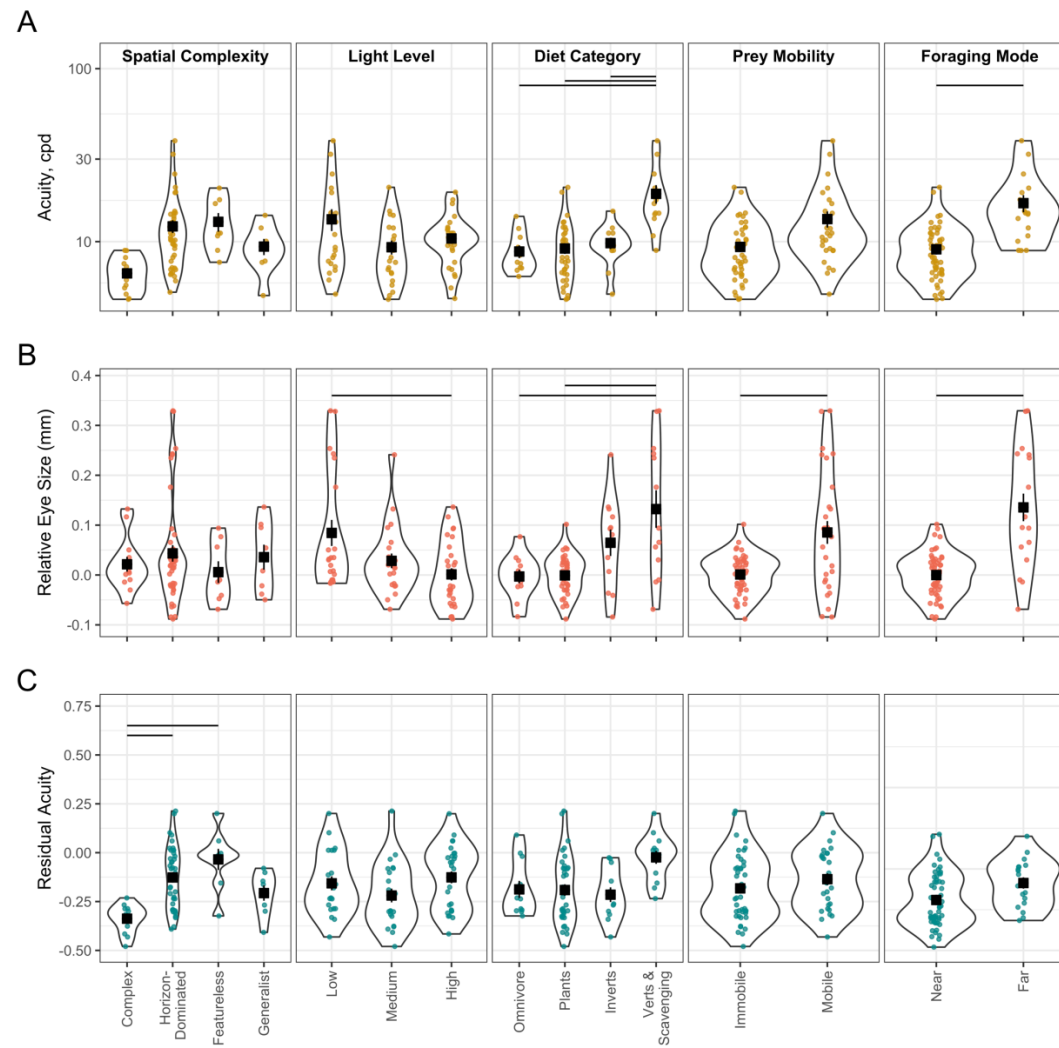 A
Spatial Complexity
Light Level
Diet Category
Prey Mobility
Foraging Mode
Acuity, cpd
100
30
10
B
Relative Eye Size (mm)
0.4
0.3
0.2
0.1
0.0
-0.1
C
Residual Acuity
0.75
0.50
0.25
0.00
-0.25
-0.50
Complex
Horizon-
Dominated
Featureless
Generalist
Low
Medium
High
Omnivore
Plants
Inverts
Verts &
Scavenging
Immobile
Mobile
Near
Far